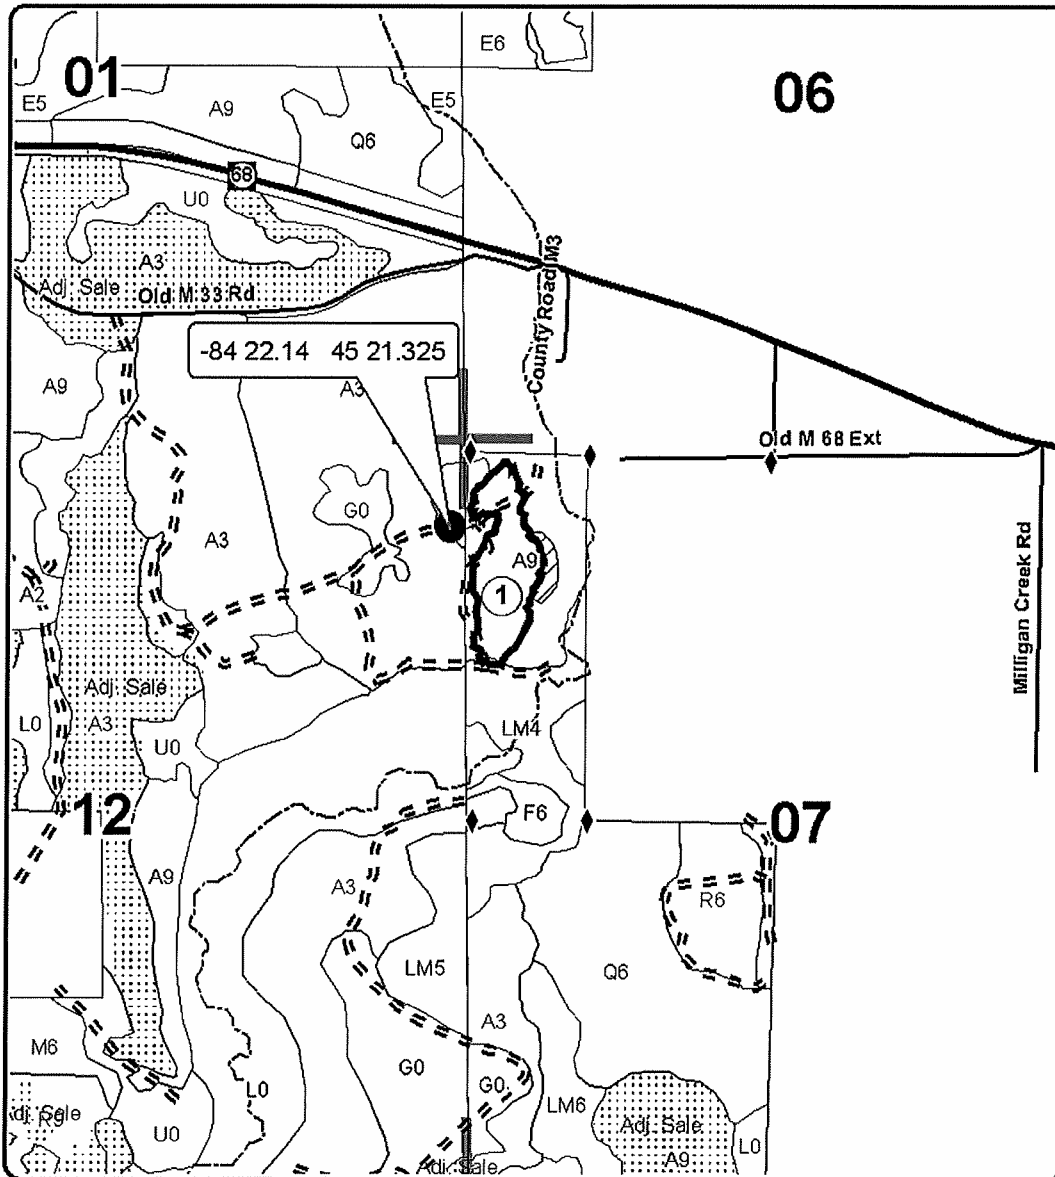 E6
01
06
E5
A9
E5
Q6
68
U0
A3
Adj. Sale
Old M 33 Rd
County Road M3
-84 22.14 45 21.325
A9
A3
Old M 68 Ext
G0
A3
A9
A2
1
Milligan Creek Rd
Adj. Sale
L0
A3
U0
LM4
12
F6
07
A9
A3
R6
LM5
Q6
A3
M6
G0
G0
L0
LM6
Adj. Sale
Adj. Sale
U0
L0
A9
Adj. Sale